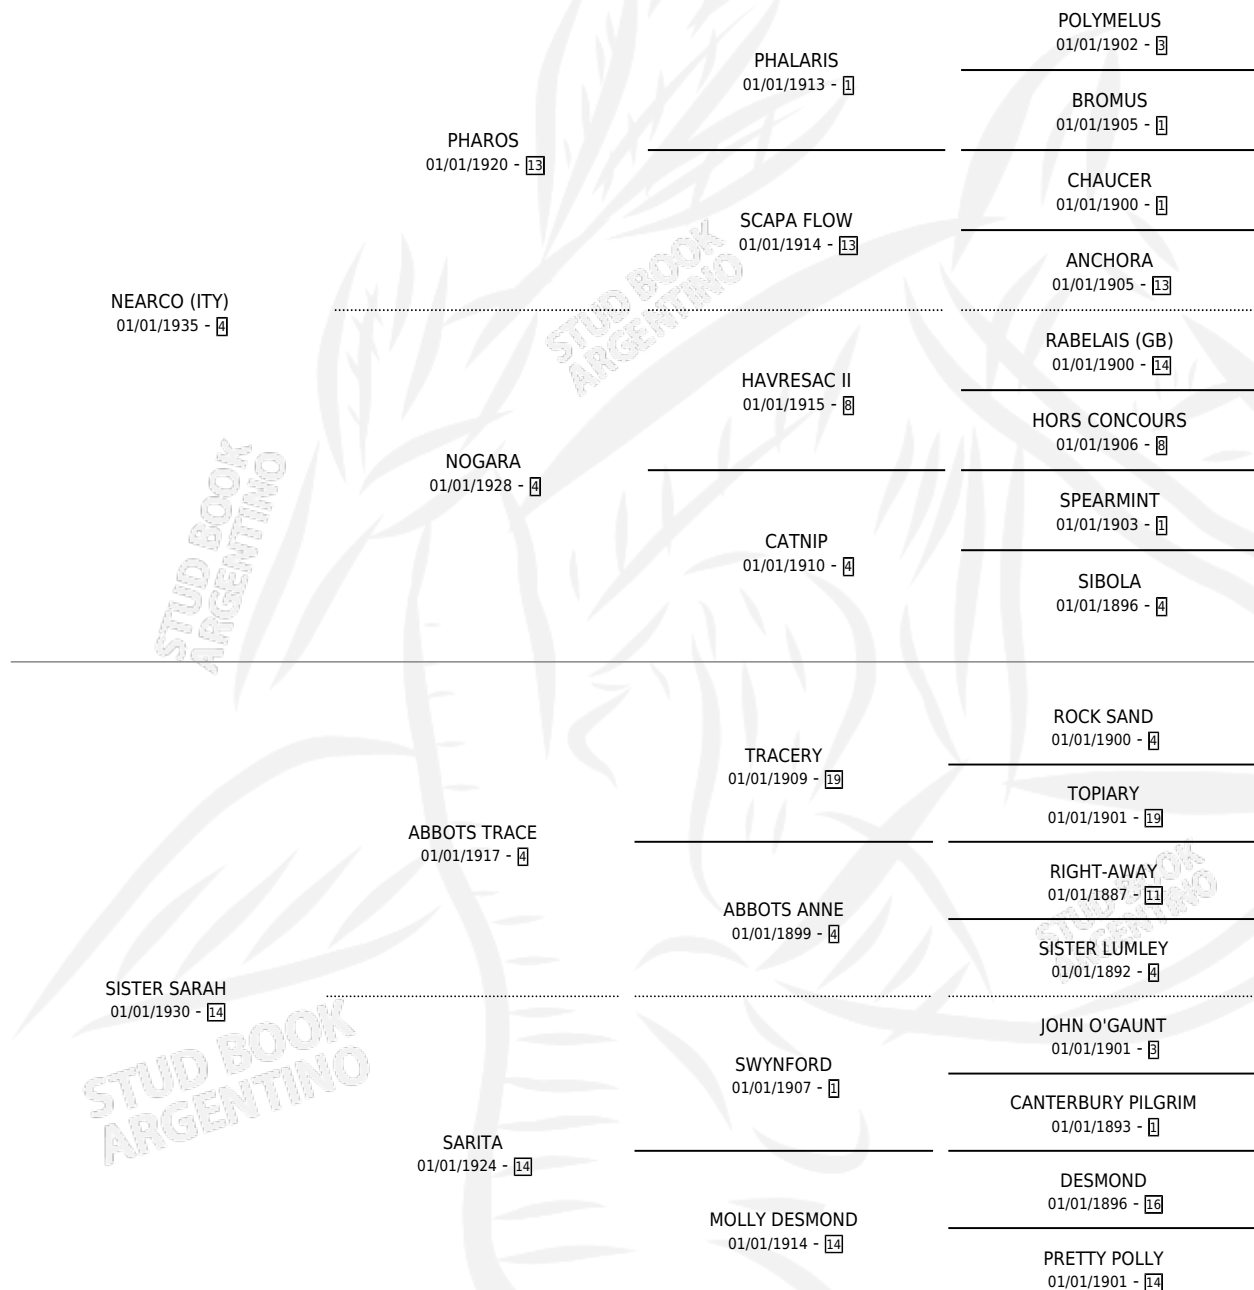 POLYMELUS
01/01/1902 - 3
PHALARIS
01/01/1913 - 1
BROMUS
01/01/1905 - 1
PHAROS
01/01/1920 - 13
CHAUCER
01/01/1900 - 1
SCAPA FLOW
01/01/1914 - 13
ANCHORA
01/01/1905 - 13
NEARCO (ITY)
01/01/1935 - 4
STUD BOOK
ARGENTINO
RABELAIS (GB)
01/01/1900 - 14
HAVRESAC II
01/01/1915 - 8
HORS CONCOURS
01/01/1906 - 8
NOGARA
01/01/1928 - 4
SPEARMINT
01/01/1903 - 1
CATNIP
01/01/1910 - 4
SIBOLA
01/01/1896 - 4
STUD BOOK
ARGENTINO
ROCK SAND
01/01/1900 - 4
TRACERY
01/01/1909 - 19
TOPIARY
01/01/1901 - 19
ABBOTS TRACE
01/01/1917 - 4
RIGHT-AWAY
01/01/1887 - 11
ABBOTS ANNE
01/01/1899 - 4
STUD BOOK
ARGENTINO
SISTER LUMLEY
01/01/1892 - 4
SISTER SARAH
01/01/1930 - 14
JOHN O'GAUNT
01/01/1901 - 3
SWYNFORD
01/01/1907 - 1
CANTERBURY PILGRIM
01/01/1893 - 1
STUD BOOK
ARGENTINO
SARITA
01/01/1924 - 14
DESMOND
01/01/1896 - 16
MOLLY DESMOND
01/01/1914 - 14
PRETTY POLLY
01/01/1901 - 14